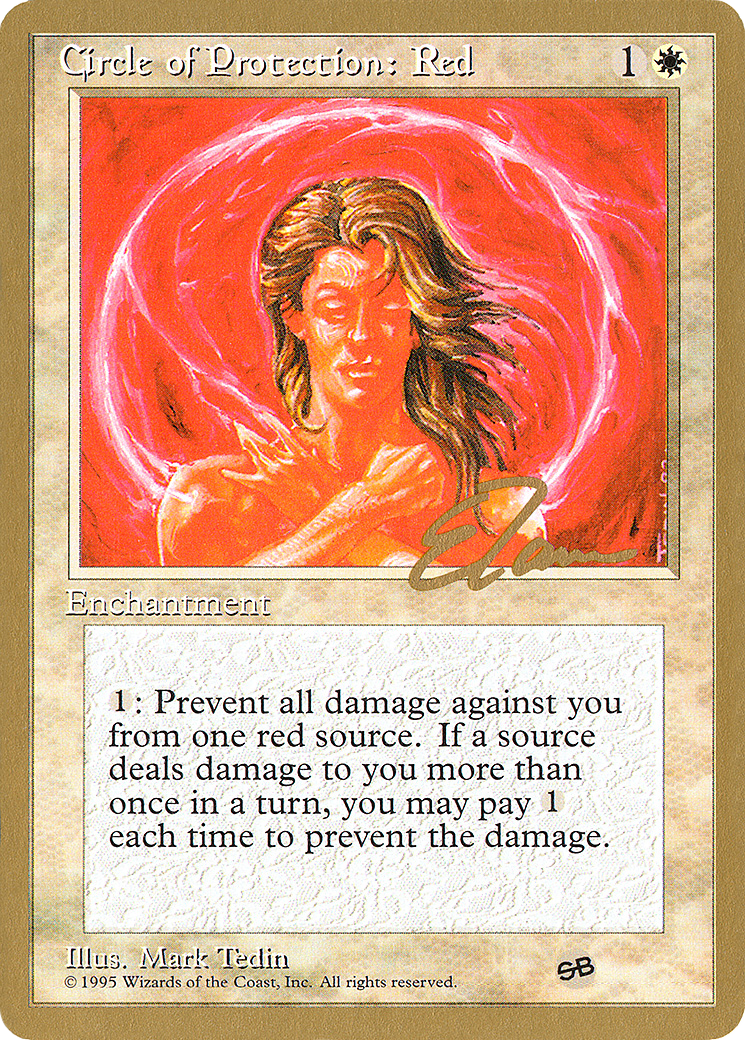 Circle of Protection: Red 1
Enchantment
1: Prevent all damage against you
from one red source. If a source
deals damage to you more than
once in a turn, you may pay 1
each time to prevent the damage.
Illus. Mark Tedin
SB
© 1995 Wizards of the Coast, Inc. All rights reserved.